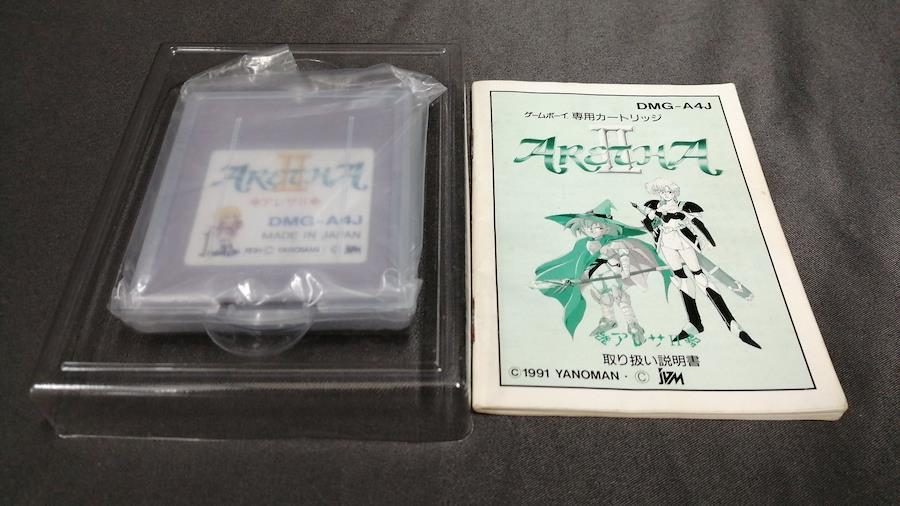 II
ARETHA
アレサII
DMG-A4J
MADE IN JAPAN
© YANOMAN · © JVM
DMG-A4J
ゲームボーイ 専用カートリッジ
II
ARETHA
アレサII
取り扱い説明書
©1991 YANOMAN · © JVM